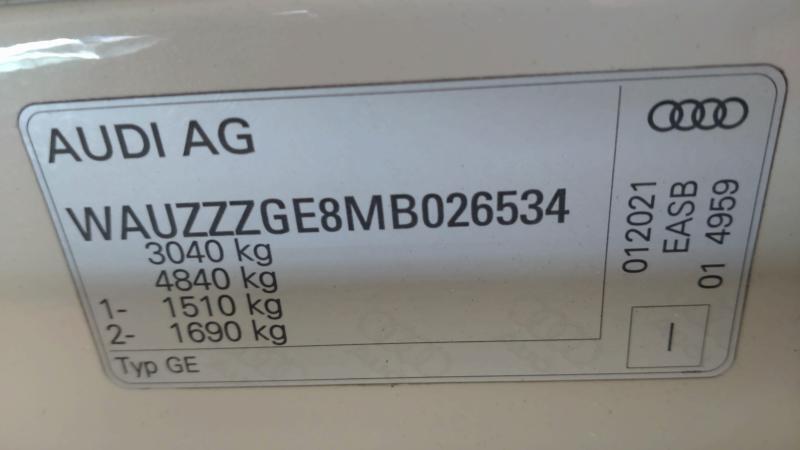 AUDI AG
WAUZZZGE8MB026534
3040 kg
4840 kg
1- 1510 kg
2- 1690 kg
Typ GE
012021
EASB
01 4959